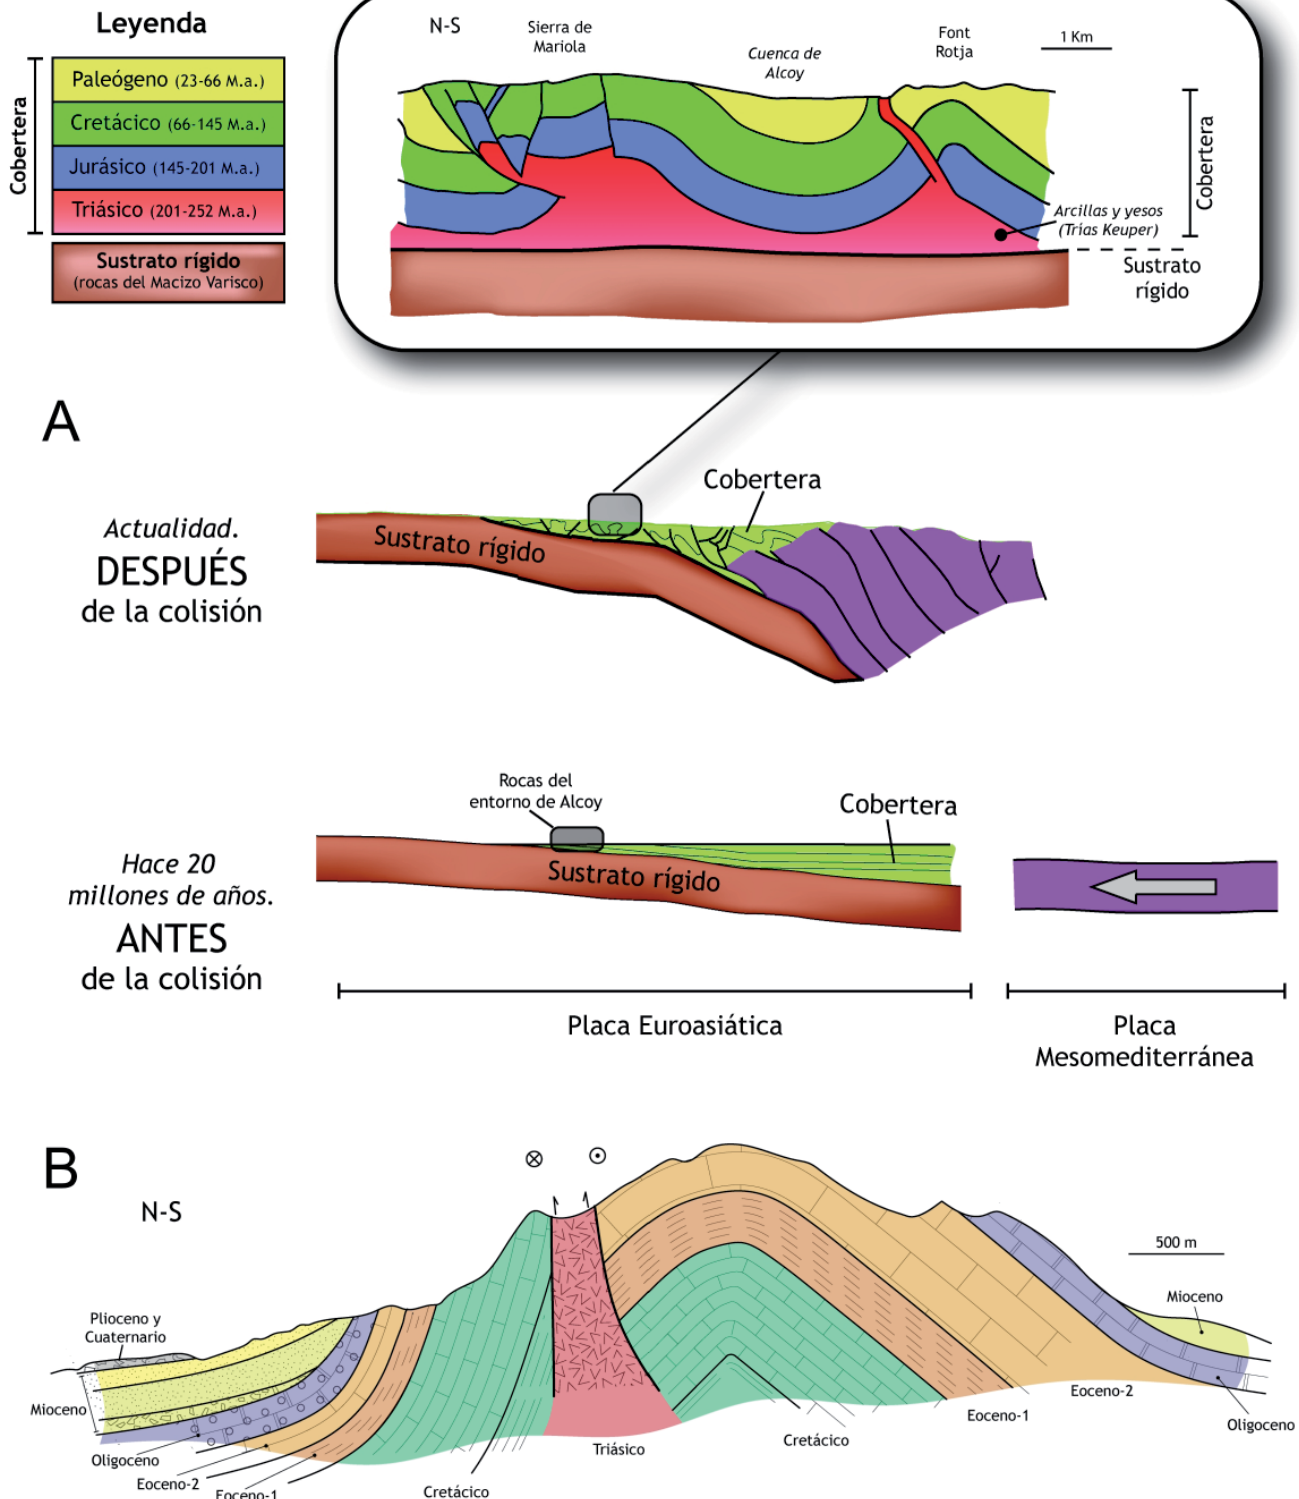 Leyenda
Cobertera
Paleógeno (23-66 M.a.)
Cretácico (66-145 M.a.)
Jurásico (145-201 M.a.)
Triásico (201-252 M.a.)
Sustrato rígido
(rocas del Macizo Varisco)
N-S
Sierra de
Mariola
Cuenca de
Alcoy
Font
Rotja
1 Km
Cobertera
Arcillas y yesos
(Trias Keuper)
Sustrato
rígido
A
Actualidad.
DESPUÉS
de la colisión
Sustrato rígido
Cobertera
Hace 20
millones de años.
ANTES
de la colisión
Rocas del
entorno de Alcoy
Cobertera
Sustrato rígido
Placa Euroasiática
Placa
Mesomediterránea
B
N-S
500 m
Plioceno y
Cuaternario
Mioceno
Oligoceno
Eoceno-2
Eoceno-1
Cretácico
Triásico
Cretácico
Eoceno-1
Eoceno-2
Mioceno
Oligoceno